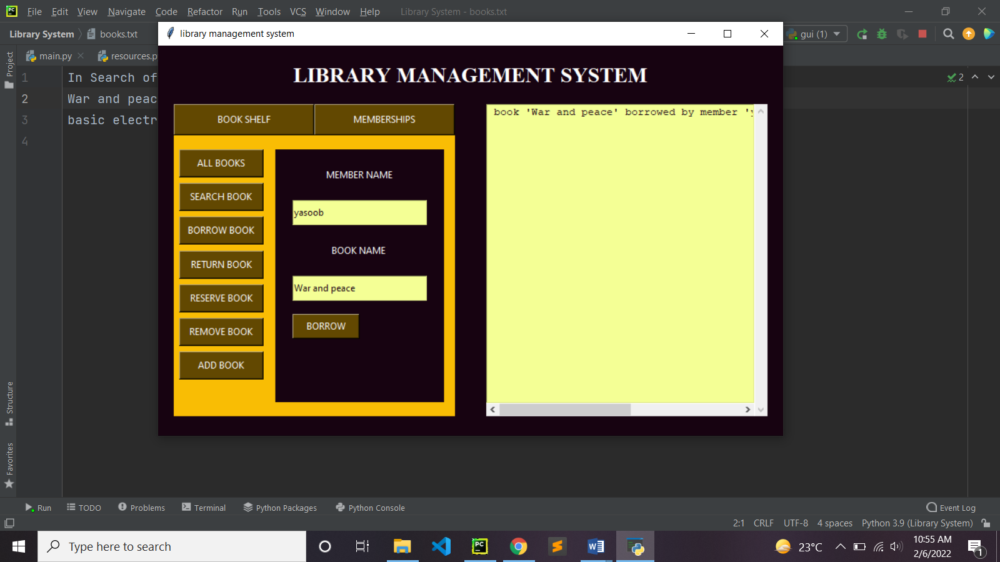 File Edit View Navigate Code Refactor Run Tools VCS Window Help Library System - books.txt
Library System books.txt
library management system
gui (1)
Project
main.py
resources.p
1 In Search of
2 War and peac
3 basic electr
4
2
LIBRARY MANAGEMENT SYSTEM
BOOK SHELF
MEMBERSHIPS
ALL BOOKS
SEARCH BOOK
BORROW BOOK
RETURN BOOK
RESERVE BOOK
REMOVE BOOK
ADD BOOK
MEMBER NAME
yasoob
BOOK NAME
War and peace
BORROW
book 'War and peace' borrowed by member 'y
Structure
Favorites
Run TODO Problems Terminal Python Packages Python Console Event Log
2:1 CRLF UTF-8 4 spaces Python 3.9 (Library System)
Type here to search
PC
23°C
10:55 AM
2/6/2022
1